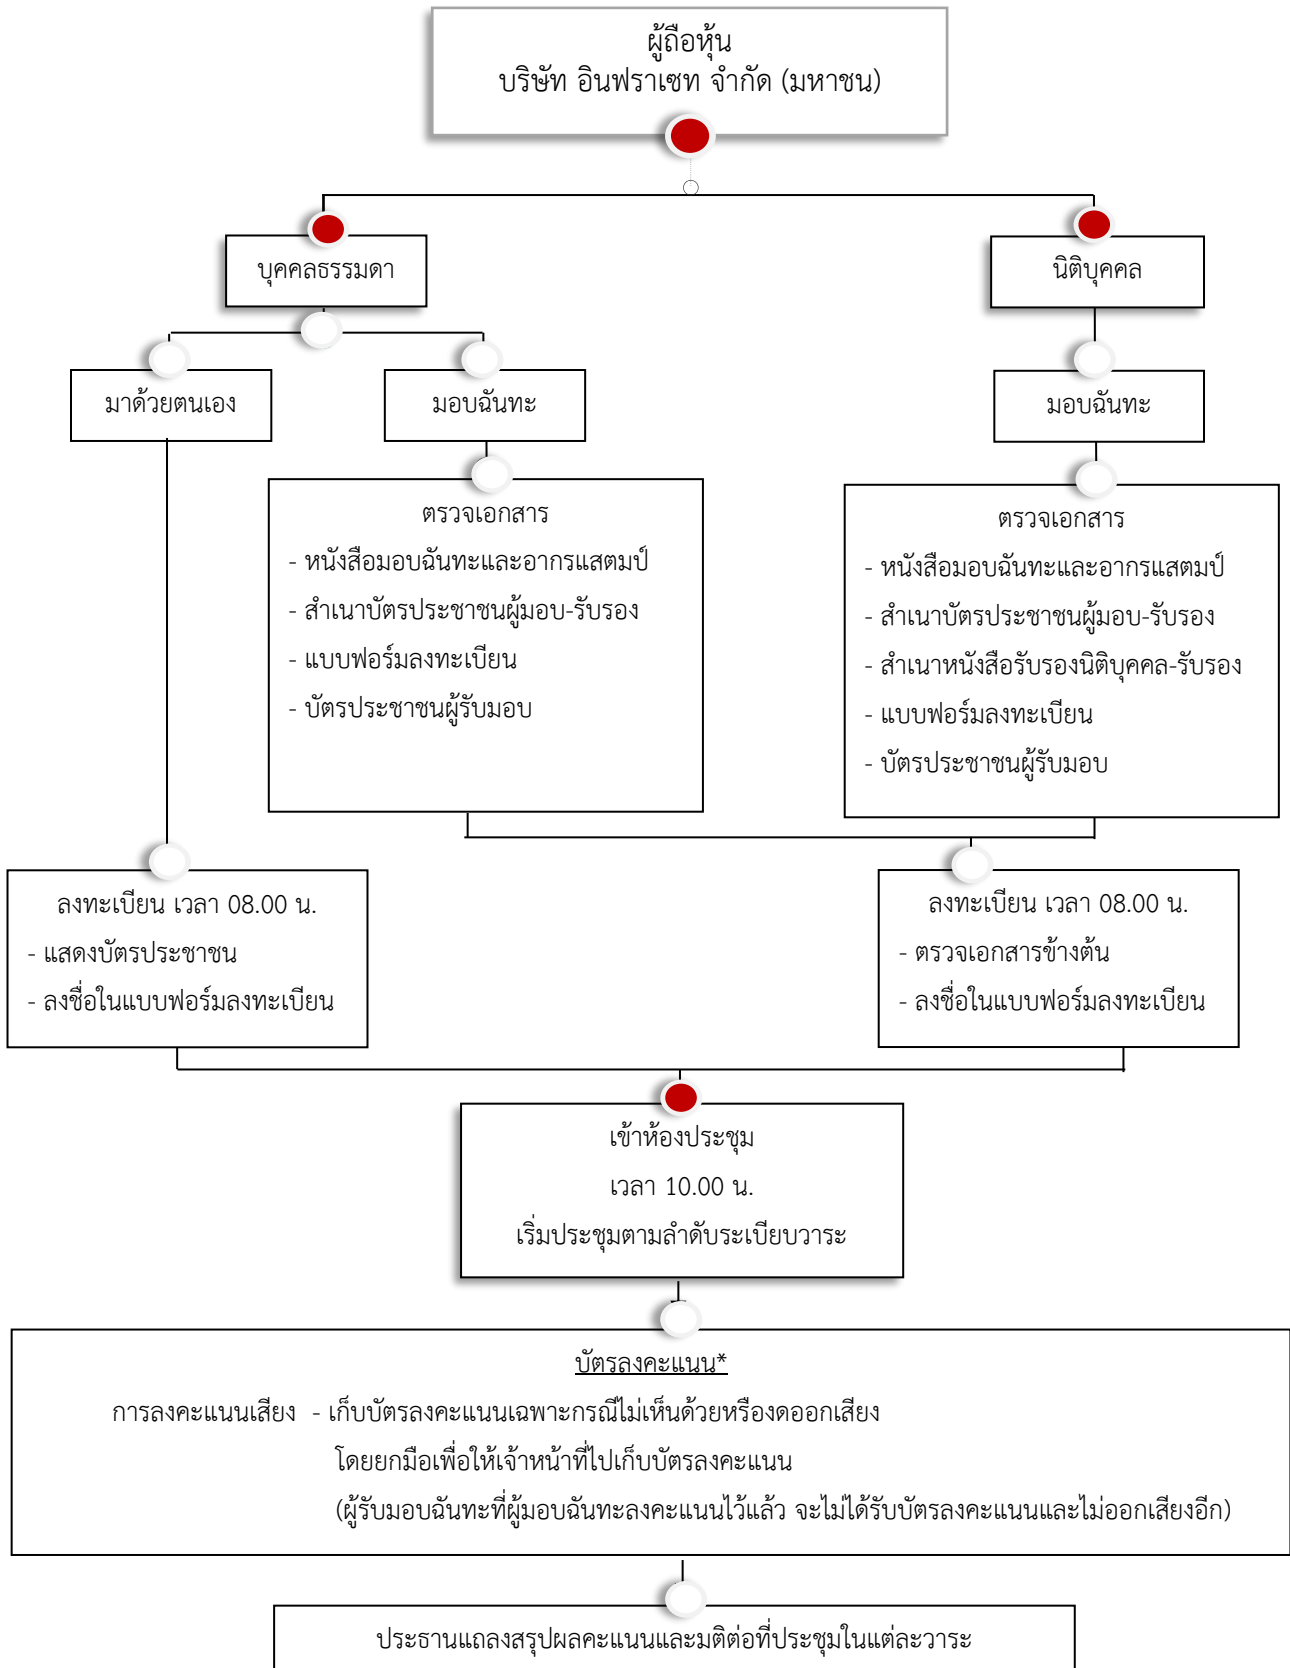 ผู้ถือหุ้น
บริษัท อินฟราเซท จำกัด (มหาชน)
บุคคลธรรมดา
นิติบุคคล
มาด้วยตนเอง
มอบฉันทะ
มอบฉันทะ
ตรวจเอกสาร
- หนังสือมอบฉันทะและอากรแสตมป์
- สำเนาบัตรประชาชนผู้มอบ-รับรอง
- แบบฟอร์มลงทะเบียน
- บัตรประชาชนผู้รับมอบ
ตรวจเอกสาร
- หนังสือมอบฉันทะและอากรแสตมป์
- สำเนาบัตรประชาชนผู้มอบ-รับรอง
- สำเนาหนังสือรับรองนิติบุคคล-รับรอง
- แบบฟอร์มลงทะเบียน
- บัตรประชาชนผู้รับมอบ
ลงทะเบียน เวลา 08.00 น.
- แสดงบัตรประชาชน
- ลงชื่อในแบบฟอร์มลงทะเบียน
ลงทะเบียน เวลา 08.00 น.
- ตรวจเอกสารข้างต้น
- ลงชื่อในแบบฟอร์มลงทะเบียน
เข้าห้องประชุม
เวลา 10.00 น.
เริ่มประชุมตามลำดับระเบียบวาระ
บัตรลงคะแนน*
การลงคะแนนเสียง - เก็บบัตรลงคะแนนเฉพาะกรณีไม่เห็นด้วยหรืองดออกเสียง
โดยยกมือเพื่อให้เจ้าหน้าที่ไปเก็บบัตรลงคะแนน
(ผู้รับมอบฉันทะที่ผู้มอบฉันทะลงคะแนนไว้แล้ว จะไม่ได้รับบัตรลงคะแนนและไม่ออกเสียงอีก)
ประธานแถลงสรุปผลคะแนนและมติต่อที่ประชุมในแต่ละวาระ